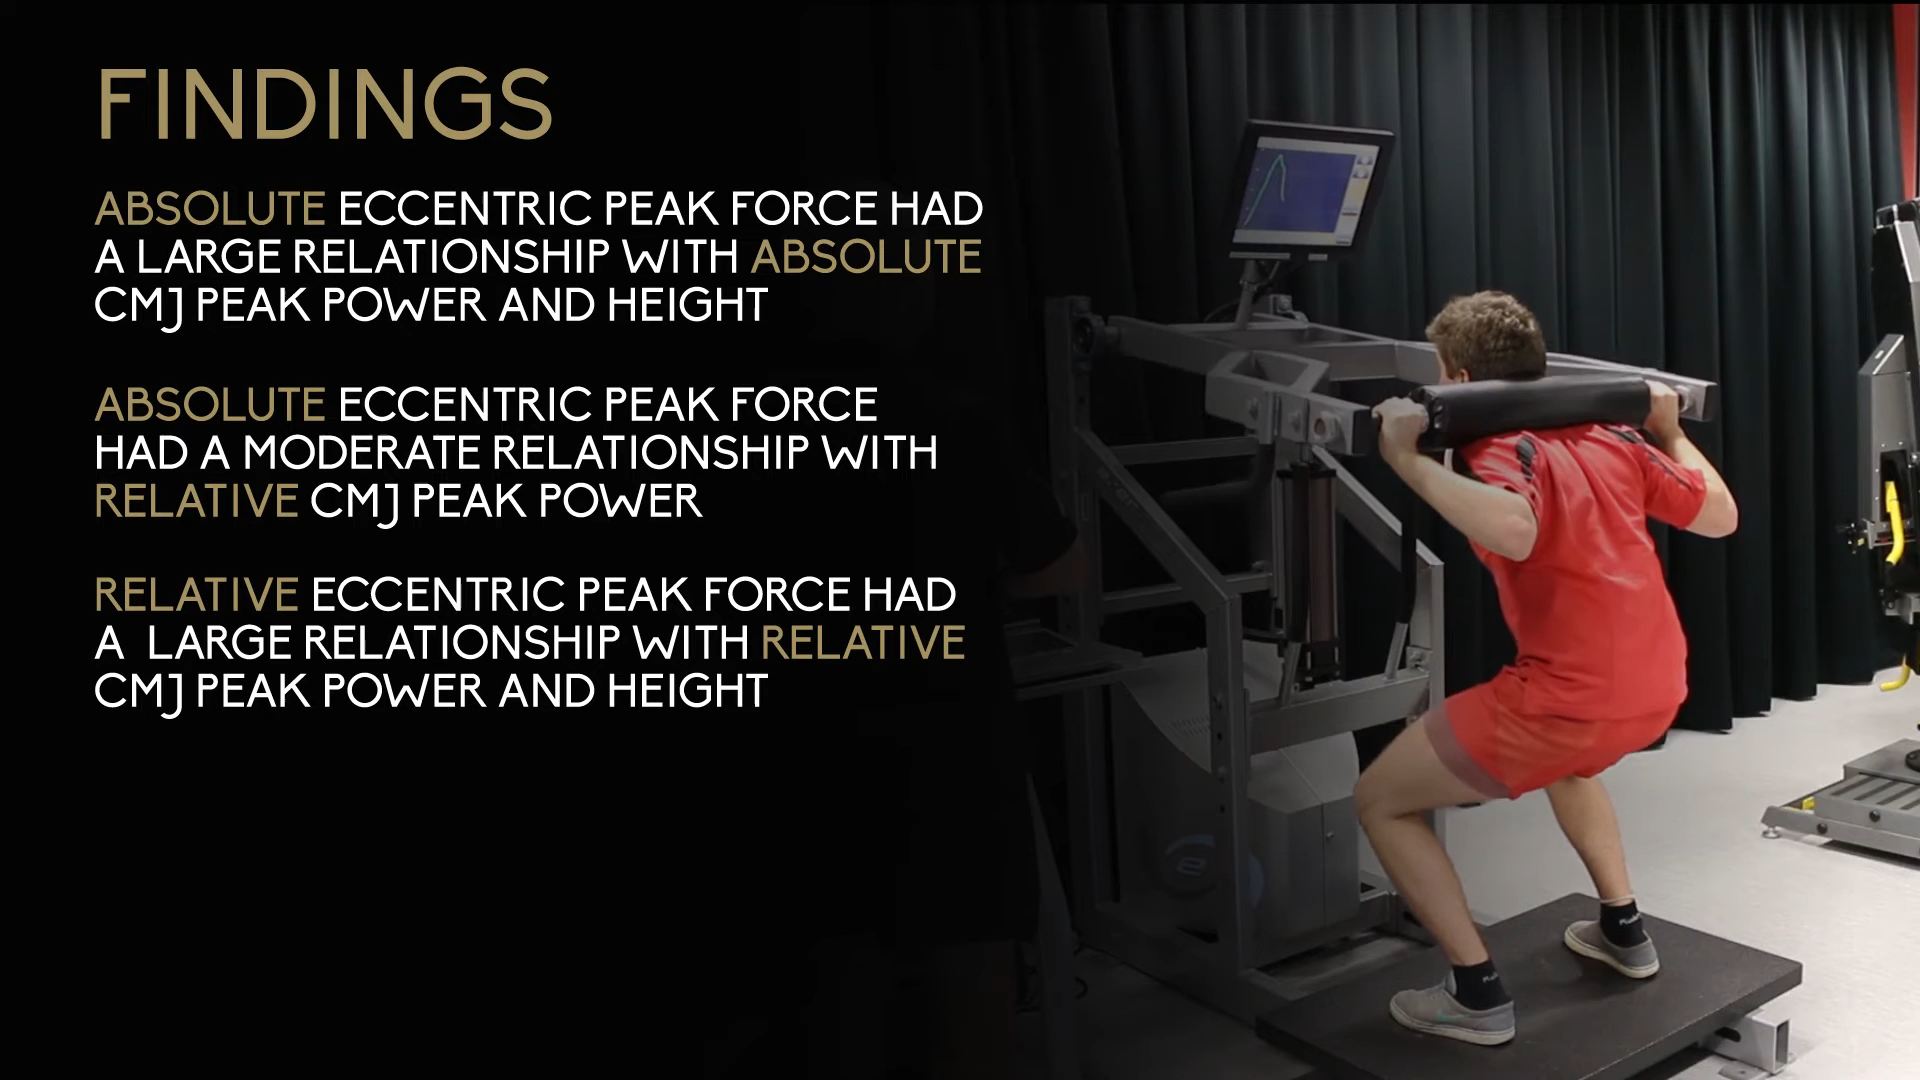 FINDINGS
ABSOLUTE ECCENTRIC PEAK FORCE HAD
A LARGE RELATIONSHIP WITH ABSOLUTE
CMJ PEAK POWER AND HEIGHT
ABSOLUTE ECCENTRIC PEAK FORCE
HAD A MODERATE RELATIONSHIP WITH
RELATIVE CMJ PEAK POWER
RELATIVE ECCENTRIC PEAK FORCE HAD
A LARGE RELATIONSHIP WITH RELATIVE
CMJ PEAK POWER AND HEIGHT